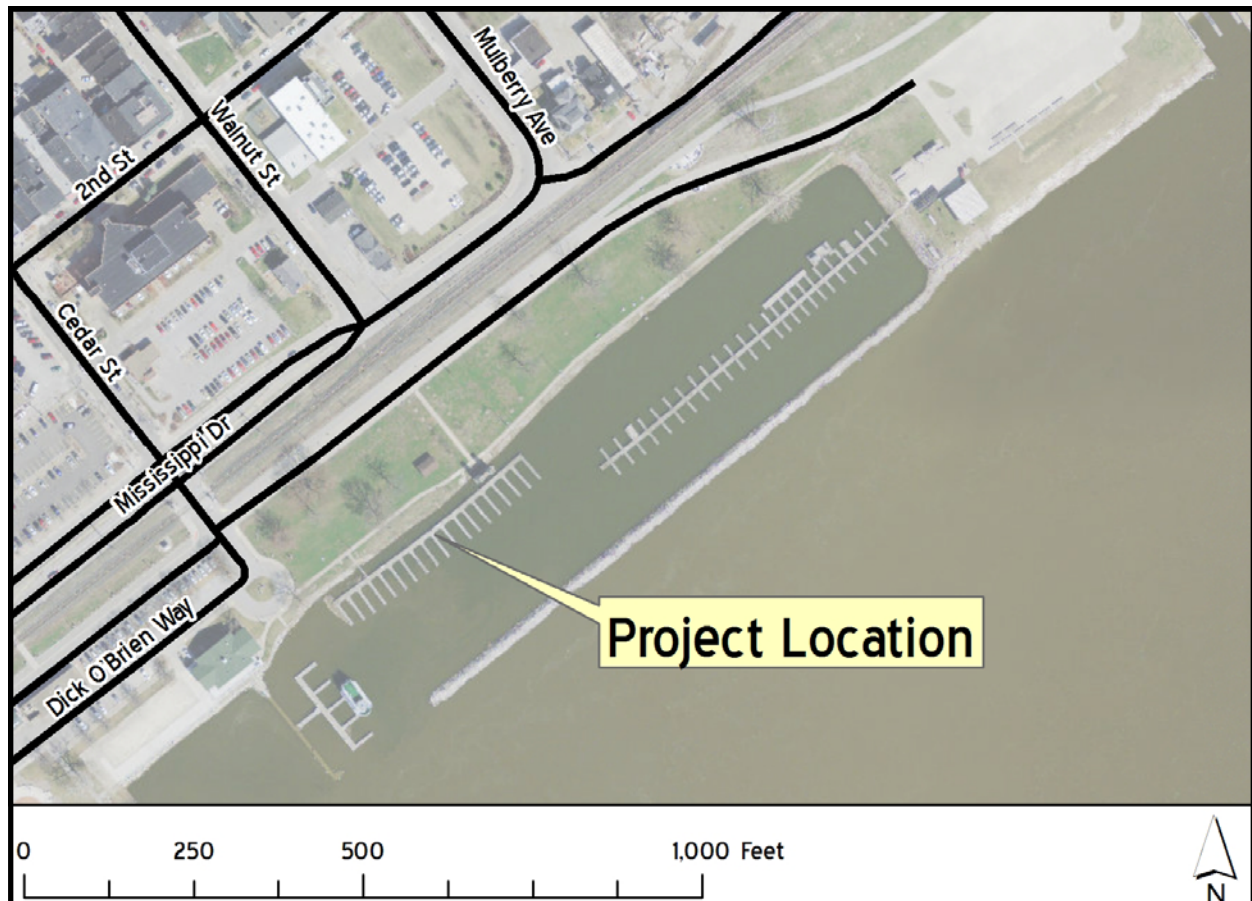 Mulberry Ave
Walnut St
2nd St
Cedar St
Mississippi Dr
Dick O'Brien Way
Project Location
0 250 500 1,000 Feet
N